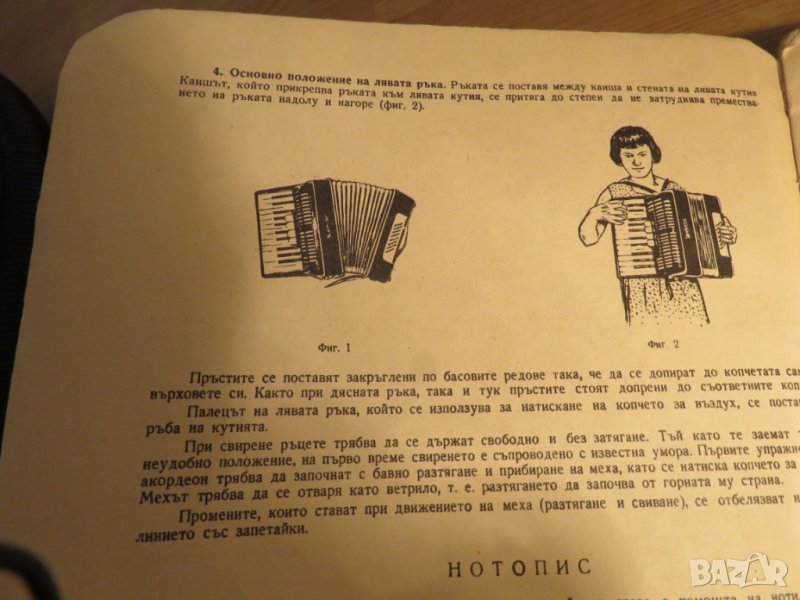 4. Основно положение на лявата ръка. Ръката се поставя между каиша и стената на лявата кутия
Каишът, който прикрепва ръката към лявата кутия, се притяга до степен да не затруднява премества-
нето на ръката надолу и нагоре (фиг. 2).
Фиг. 1
Фиг. 2
Пръстите се поставят закръглени по басовите редове така, че да се допират до копчетата сам
върховете си. Както при дясната ръка, така и тук пръстите стоят допрени до съответните коп
Палецът на лявата ръка, който се използува за натискане на копчето за въздух, се постав
ръба на кутията.
При свирене ръцете трябва да се държат свободно и без затягане. Тъй като те заемат
неудобно положение, на първо време свиренето е съпроводено с известна умора. Първите упражне
акордеон трябва да започнат с бавно разтягане и прибиране на меха, като се натиска копчето за
Мехът трябва да се отваря като ветрило, т. е. разтягането да започва от горната му страна.
Промените, които стават при движението на меха (разтягане и свиване), се отбелязват н
линието със запетайки.
НОТОПИС
с помощта на ноти
BAZAR